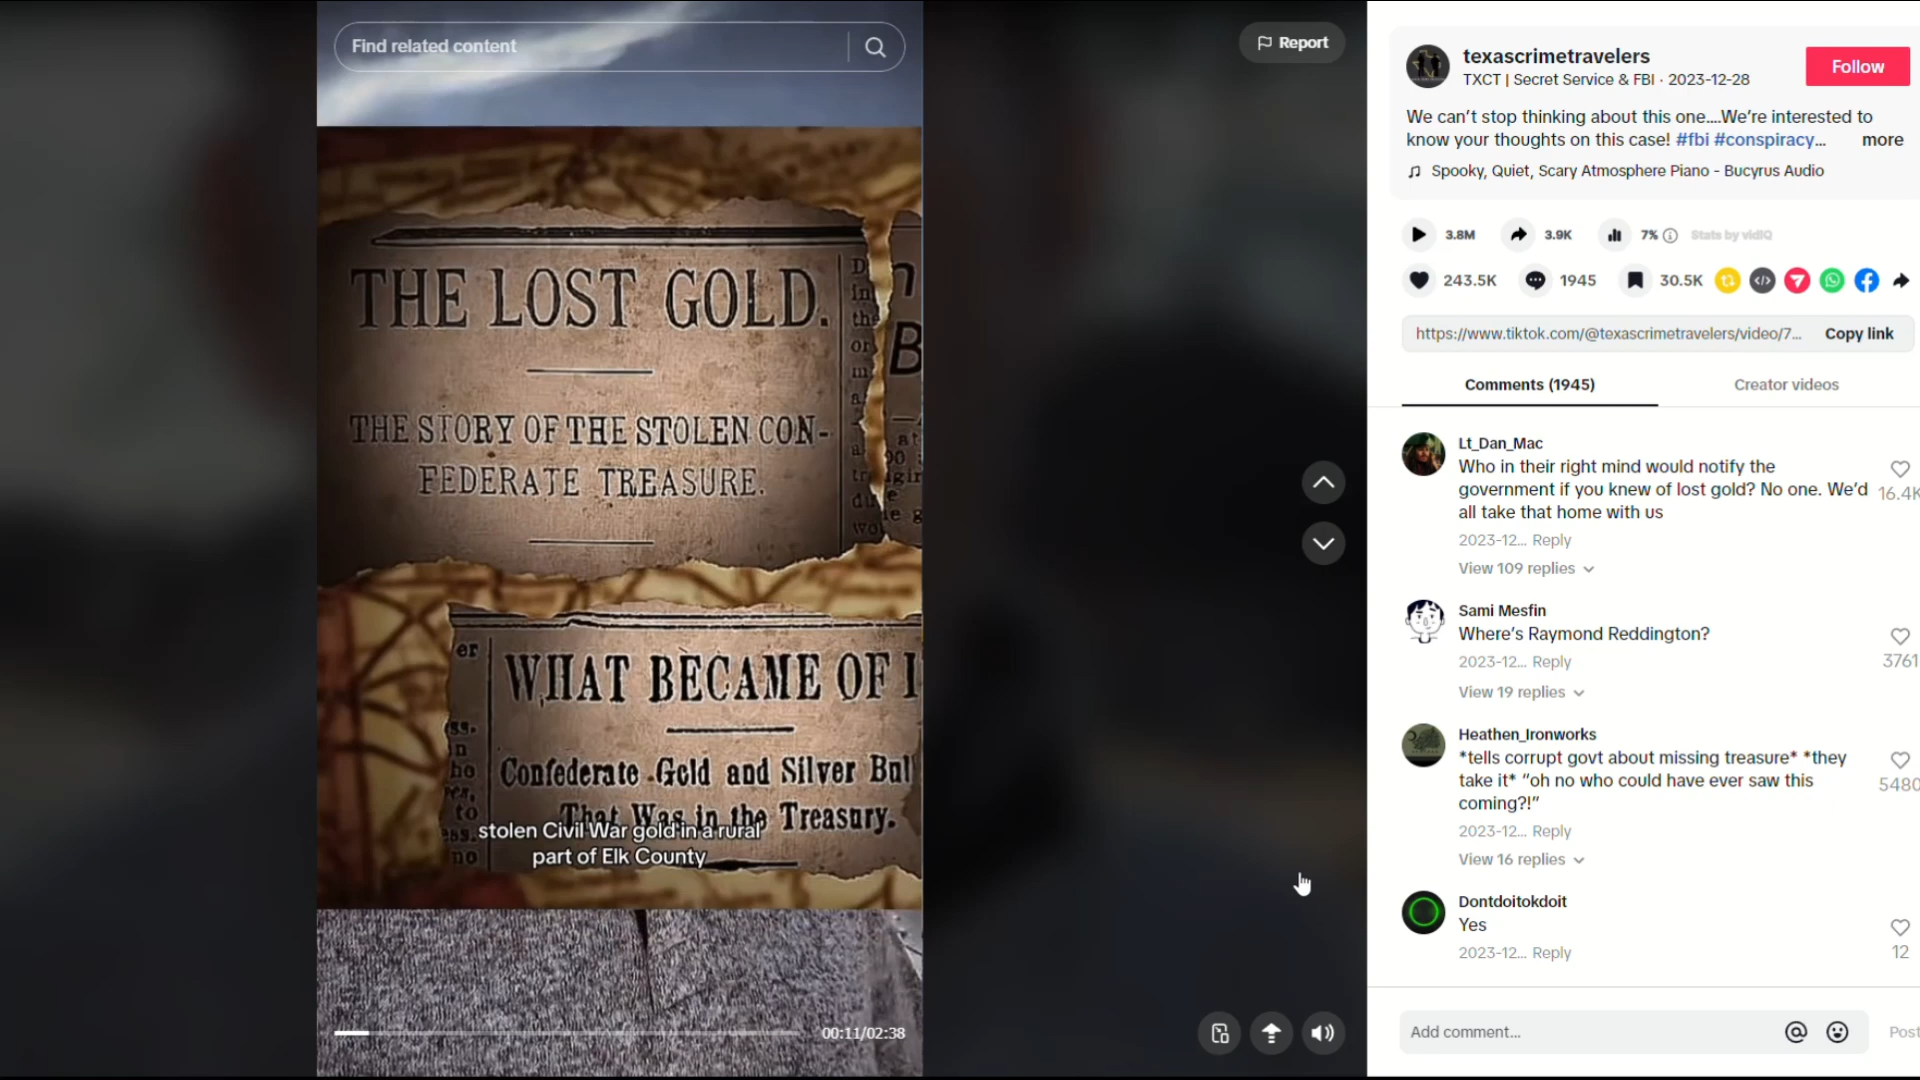 Find related content
Report
THE LOST GOLD.
THE STORY OF THE STOLEN CON-
FEDERATE TREASURE.
WHAT BECAME OF I
Confederate Gold and Silver Bul
That Was in the Treasury.
stolen Civil War gold in a rural
part of Elk County
00:11/02:38
texascrimetravelers
TXCT | Secret Service & FBI · 2023-12-28
Follow
We can’t stop thinking about this one....We’re interested to
know your thoughts on this case! #fbi #conspiracy...
more
Spooky, Quiet, Scary Atmosphere Piano - Bucyrus Audio
3.8M
3.9K
7%
Stats by vidIQ
243.5K
1945
30.5K
https://www.tiktok.com/@texascrimetravelers/video/7...
Copy link
Comments (1945)
Creator videos
Lt_Dan_Mac
Who in their right mind would notify the
government if you knew of lost gold? No one. We’d
all take that home with us
16.4K
2023-12... Reply
View 109 replies
Sami Mesfin
Where’s Raymond Reddington?
2023-12... Reply
3761
View 19 replies
Heathen_Ironworks
*tells corrupt govt about missing treasure* *they
take it* “oh no who could have ever saw this
coming?!”
5480
2023-12... Reply
View 16 replies
Dontdoitokdoit
Yes
2023-12... Reply
12
Add comment...
Post